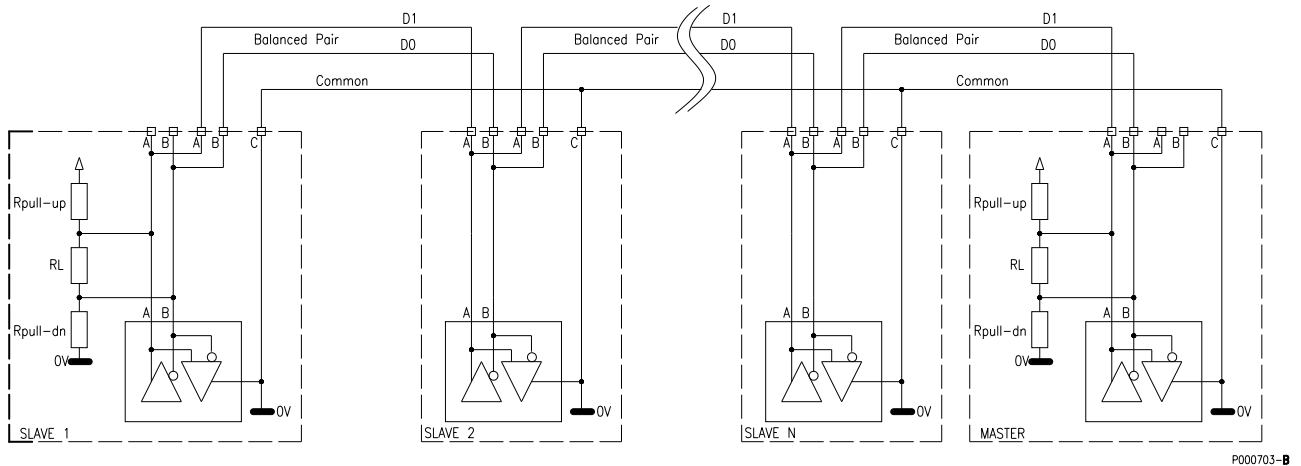 D1 D1 D1
Balanced Pair D0 Balanced Pair D0 Balanced Pair D0
Common Common
A B A B C A B A B C A B A B C A B A B C
Rpull-up Rpull-up
RL RL
A B A B A B A B
Rpull-dn Rpull-dn
0V 0V
0V 0V 0V 0V
SLAVE 1 SLAVE 2 SLAVE N MASTER
P000703-B